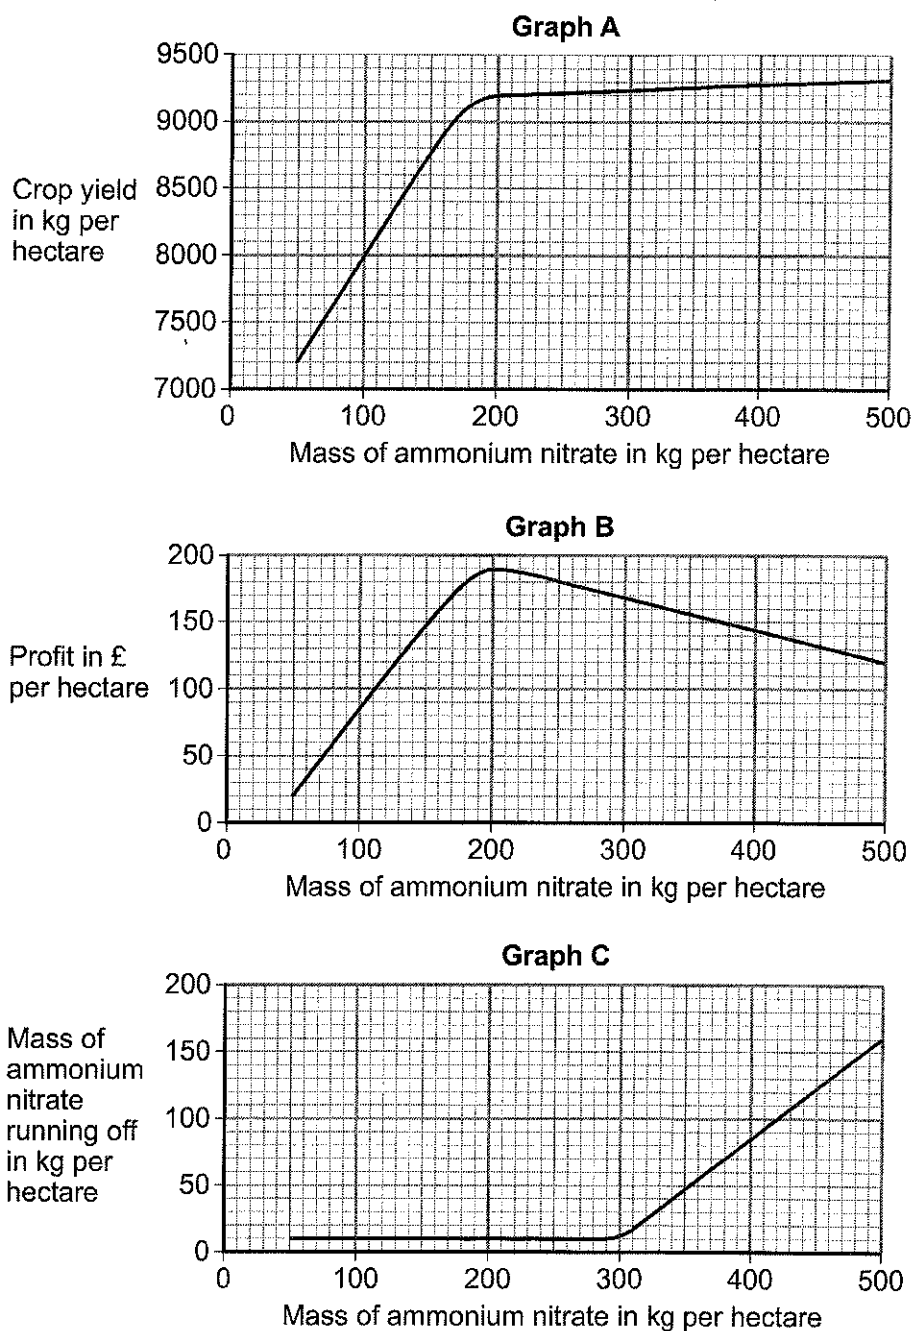 Graph A
9500
9000
8500
8000
7500
7000
Crop yield
in kg per
hectare
0 100 200 300 400 500
Mass of ammonium nitrate in kg per hectare
Graph B
200
150
100
50
0
Profit in £
per hectare
0 100 200 300 400 500
Mass of ammonium nitrate in kg per hectare
Graph C
200
150
100
50
0
Mass of
ammonium
nitrate
running off
in kg per
hectare
0 100 200 300 400 500
Mass of ammonium nitrate in kg per hectare